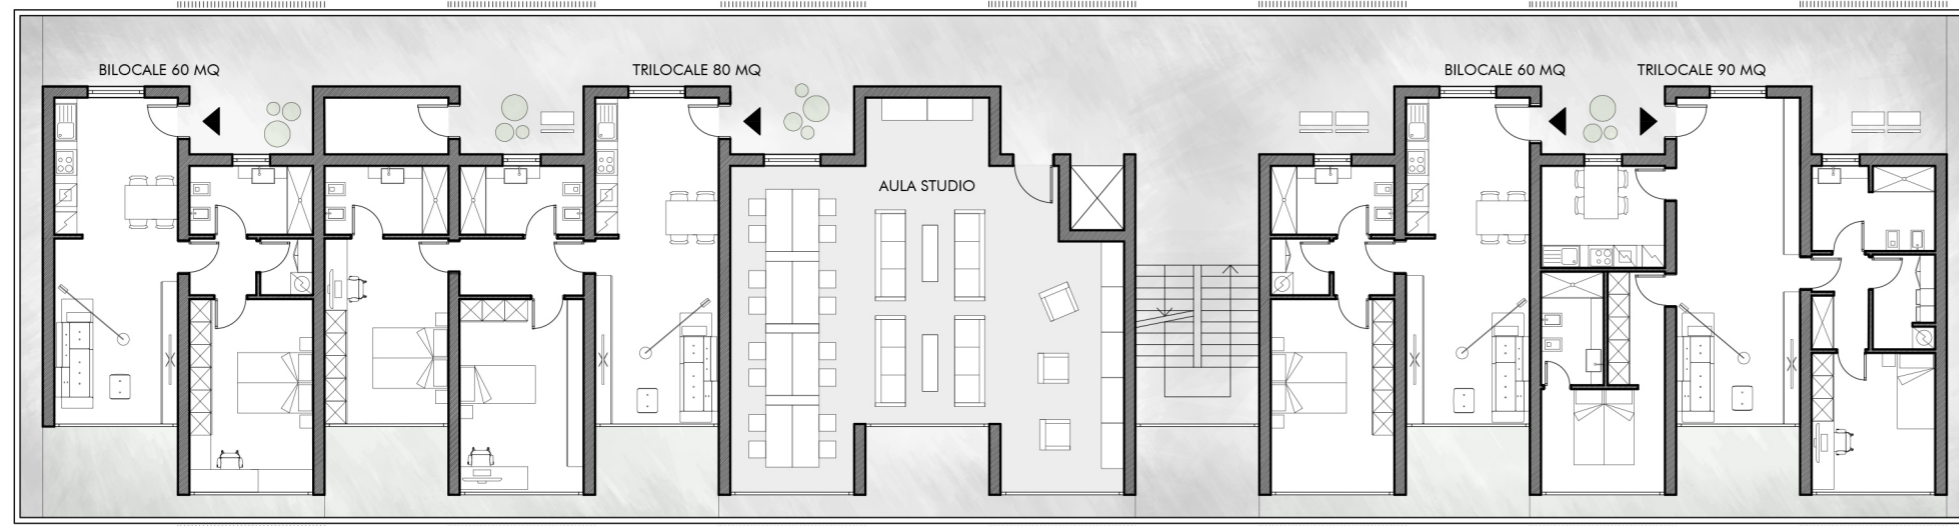 BILOCALE 60 MQ
TRILOCALE 80 MQ
BILOCALE 60 MQ
TRILOCALE 90 MQ
AULA STUDIO